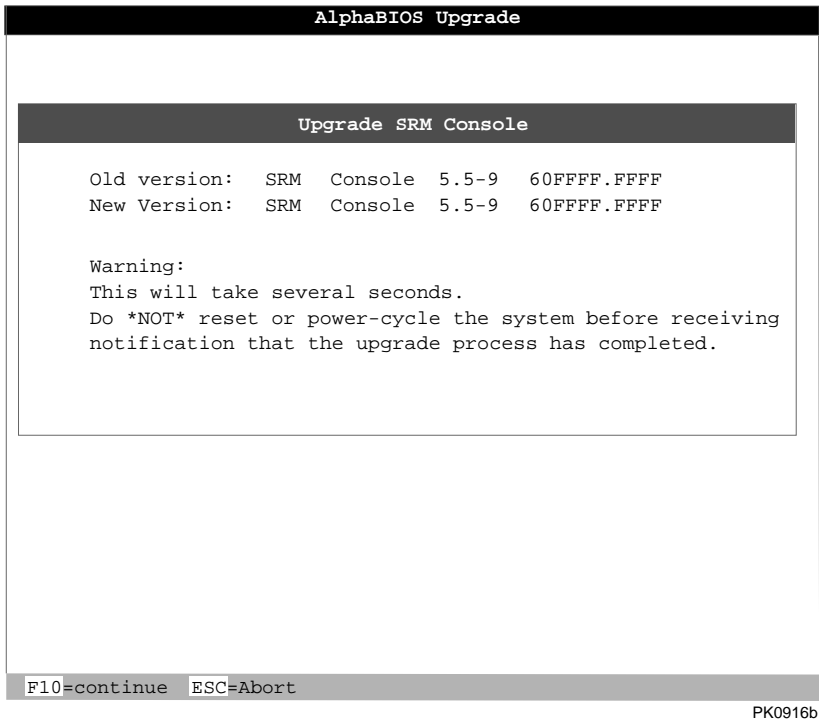 AlphaBIOS Upgrade
Upgrade SRM Console
Old version: SRM Console 5.5-9 60FFFF.FFFF
New Version: SRM Console 5.5-9 60FFFF.FFFF
Warning:
This will take several seconds.
Do *NOT* reset or power-cycle the system before receiving
notification that the upgrade process has completed.
F10=continue ESC=Abort
PK0916b